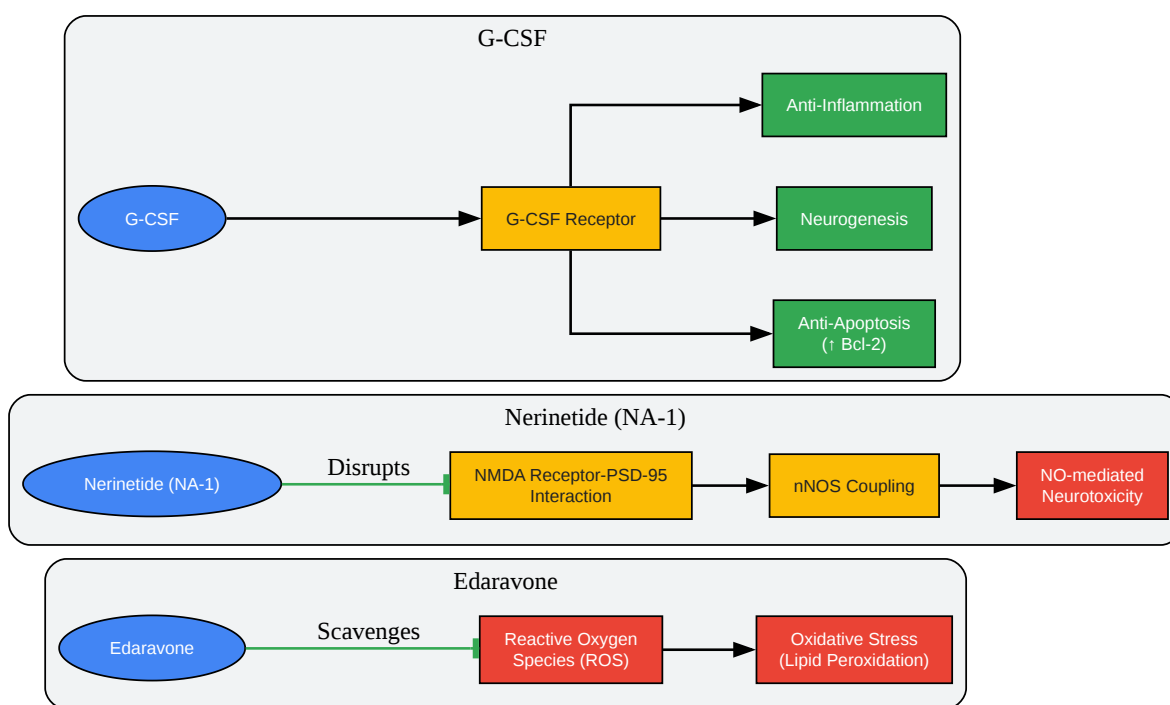 G-CSF
Anti-Inflammation
G-CSF
G-CSF Receptor
Neurogenesis
Anti-Apoptosis
(↑ Bcl-2)
Nerinetide (NA-1)
Nerinetide (NA-1)
Disrupts
NMDA Receptor-PSD-95
Interaction
nNOS Coupling
NO-mediated
Neurotoxicity
Edaravone
Edaravone
Scavenges
Reactive Oxygen
Species (ROS)
Oxidative Stress
(Lipid Peroxidation)